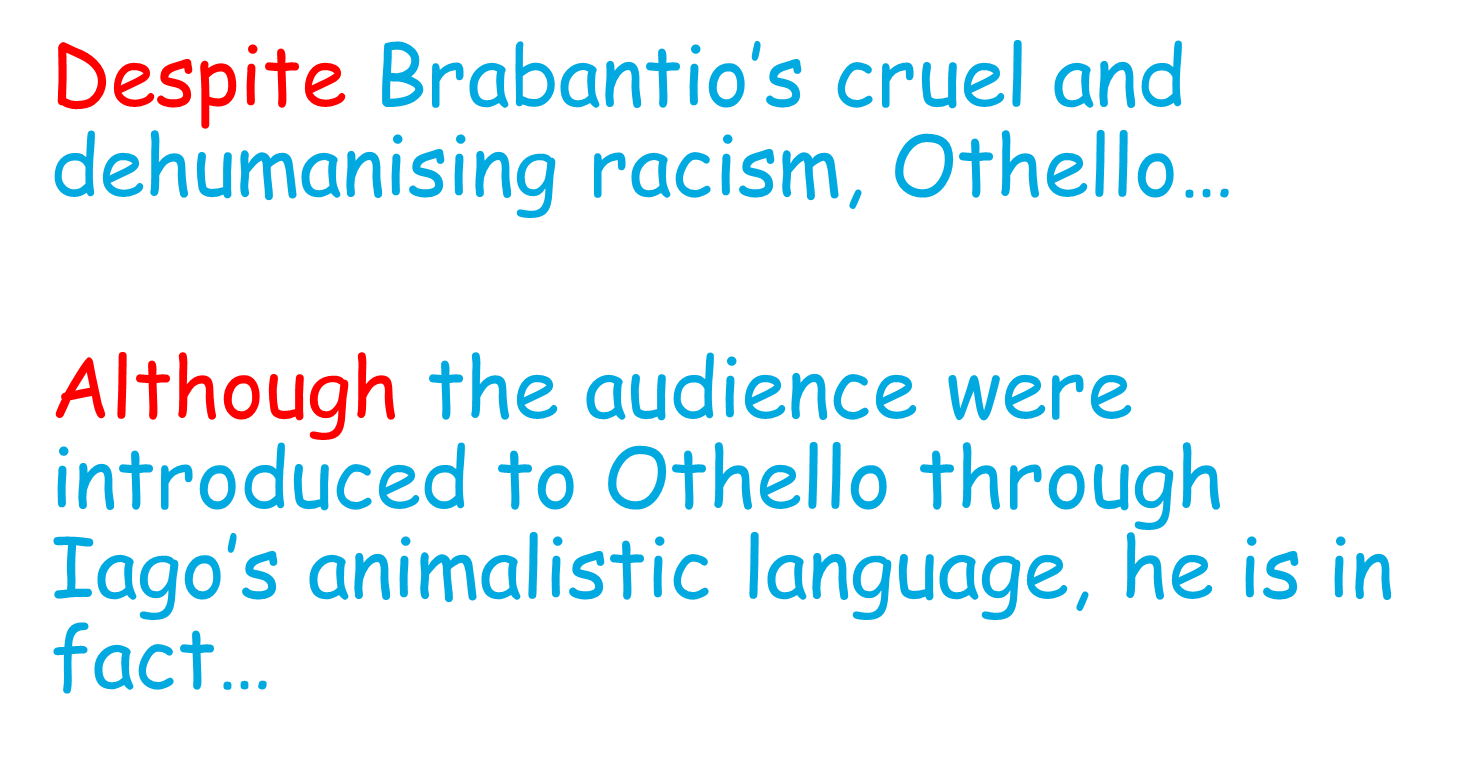 Despite Brabantio’s cruel and
dehumanising racism, Othello…
Although the audience were
introduced to Othello through
Iago’s animalistic language, he is in
fact…